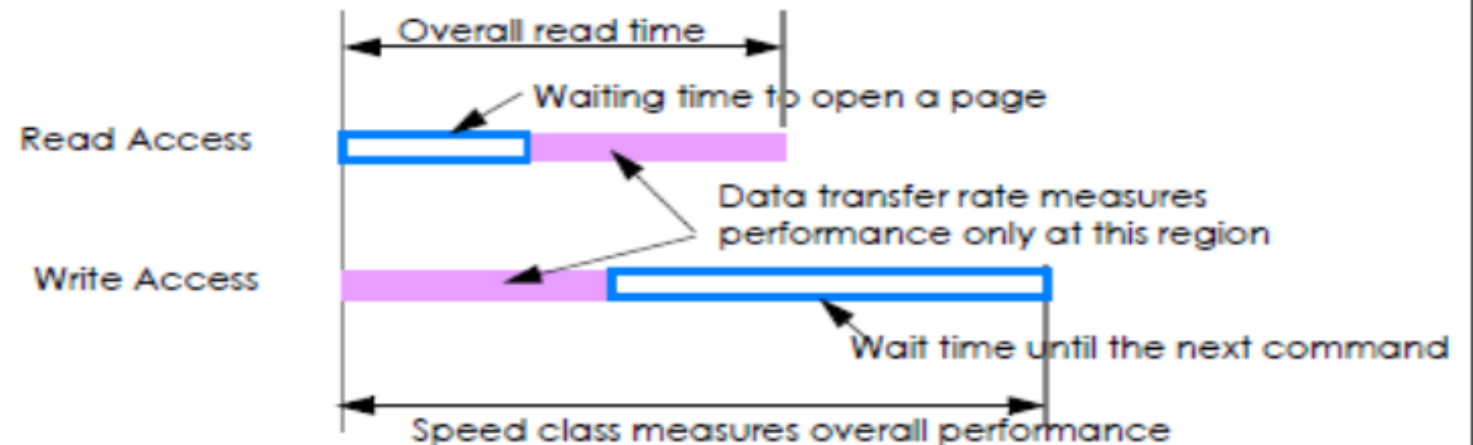 Overall read time
Waiting time to open a page
Read Access
Data transfer rate measures
performance only at this region
Write Access
Wait time until the next command
Speed class measures overall performance